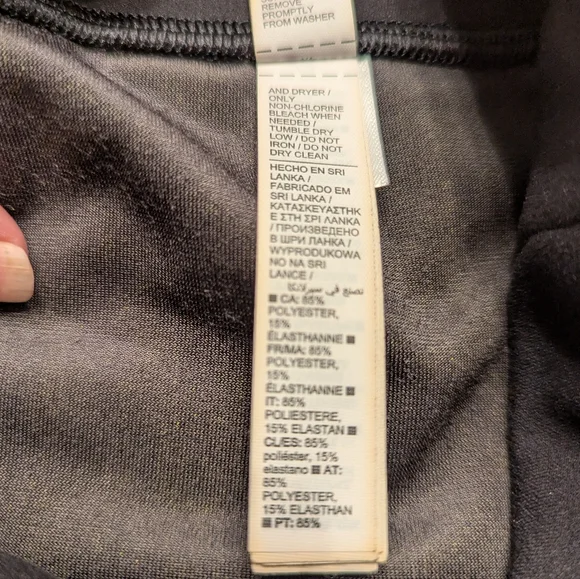 REMOVE
PROMPTLY
FROM WASHER
AND DRYER /
ONLY
NON-CHLORINE
BLEACH WHEN
NEEDED /
TUMBLE DRY
LOW / DO NOT
IRON / DO NOT
DRY CLEAN
HECHO EN SRI
LANKA /
FABRICADO EM
SRI LANKA /
ΚΑΤΑΣΚΕΥΑΣΤΗΚ
Ε ΣΤΗ ΣΡΙ ΛΑΝΚΑ
/ ПРОИЗВЕДЕНО
В ШРИ ЛАНКА /
WYPRODUKOWA
NO NA SRI
LANCE /
تصنع في سيرلانكا
■ CA: 85%
POLYESTER,
15%
ÉLASTHANNE ■
FR/MA: 85%
POLYESTER,
15%
ÉLASTHANNE ■
IT: 85%
POLIESTERE,
15% ELASTAN ■
CL/ES: 85%
poliéster, 15%
elastano ■ AT:
85%
POLYESTER,
15% ELASTHAN
■ PT: 85%